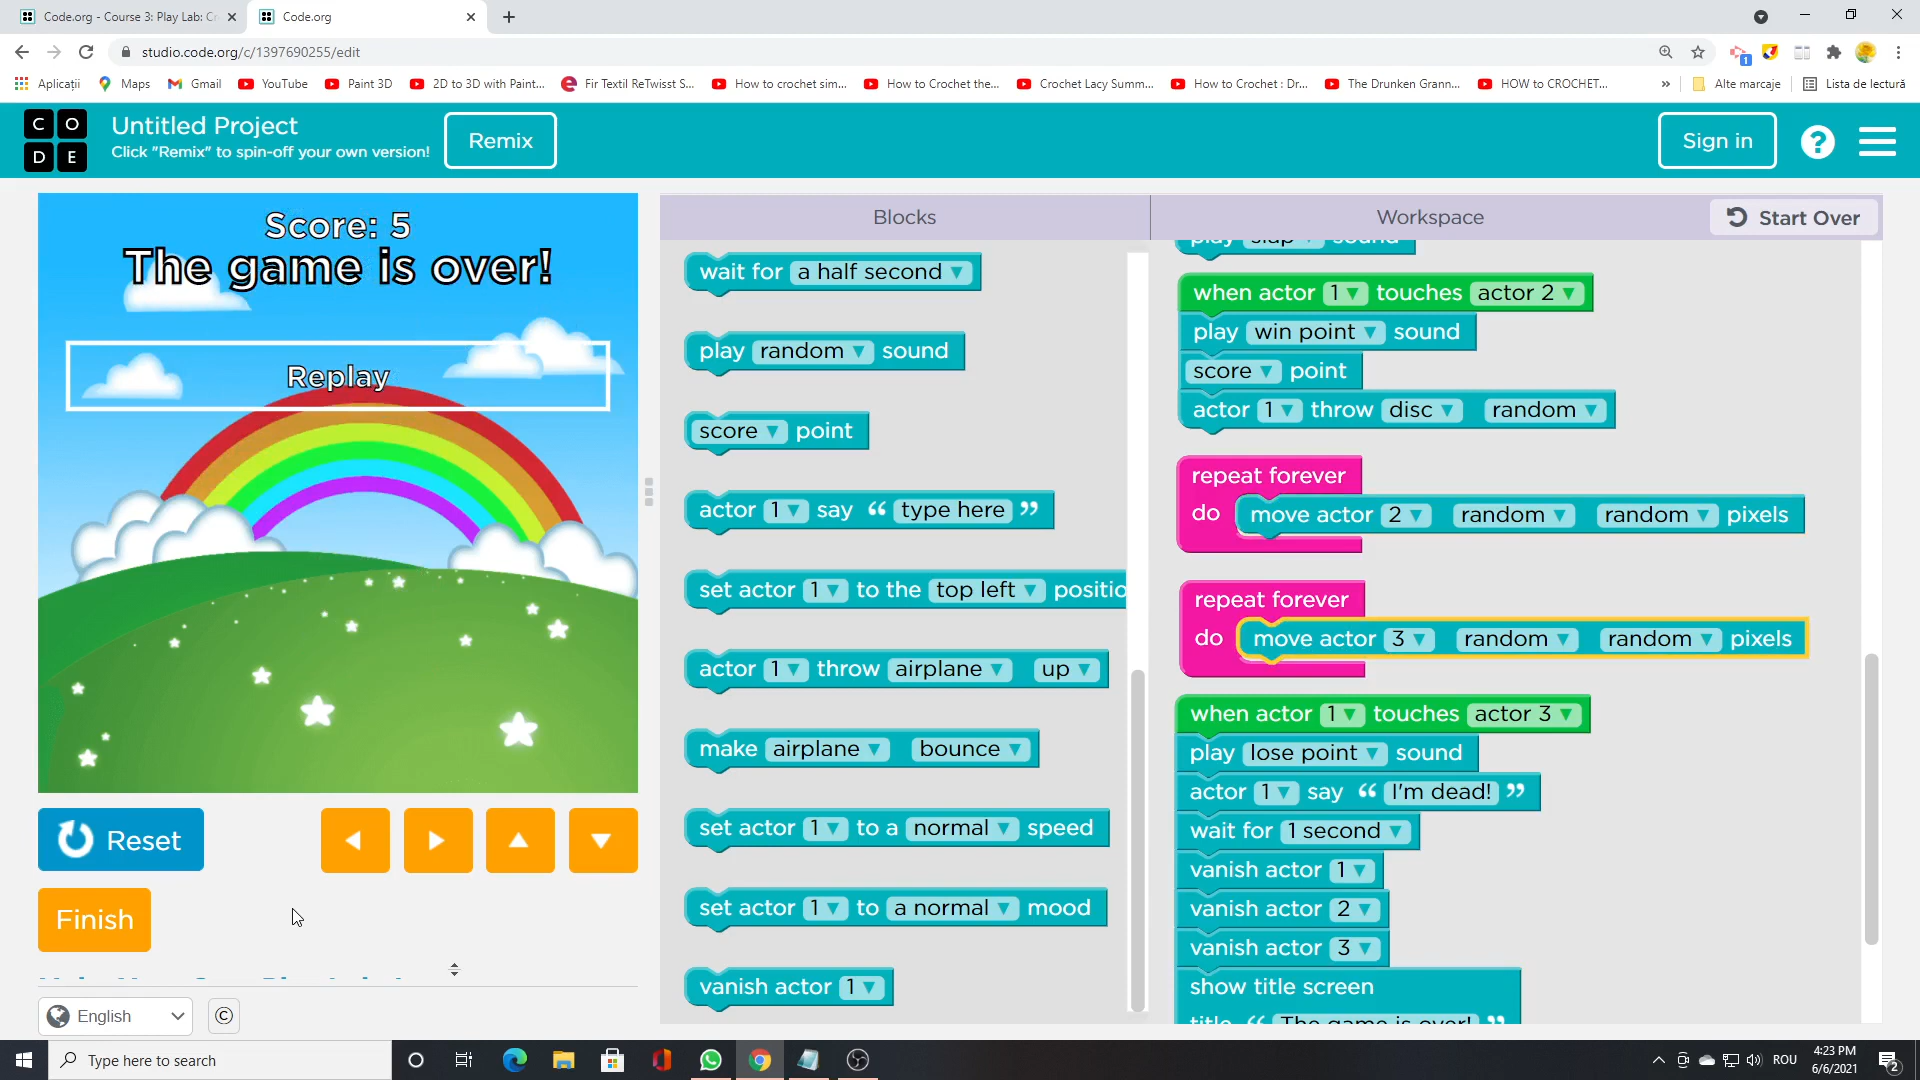 Code.org - Course 3: Play Lab: Cr
Code.org
studio.code.org/c/1397690255/edit
Aplicații
Maps
Gmail
YouTube
Paint 3D
2D to 3D with Paint...
Fir Textil ReTwisst S...
How to crochet sim...
How to Crochet the...
Crochet Lacy Summ...
How to Crochet : Dr...
The Drunken Grann...
HOW to CROCHET...
»
Alte marcaje
Lista de lectură
C O
D E
Untitled Project
Click "Remix" to spin-off your own version!
Remix
Sign in
?
Score: 5
The game is over!
Replay
Reset
Finish
English
©
Blocks
wait for a half second
play random sound
score point
actor 1 say “ type here ”
set actor 1 to the top left positio
actor 1 throw airplane up
make airplane bounce
set actor 1 to a normal speed
set actor 1 to a normal mood
vanish actor 1
Workspace
Start Over
play slap sound
when actor 1 touches actor 2
play win point sound
score point
actor 1 throw disc random
repeat forever
do move actor 2 random random pixels
repeat forever
do move actor 3 random random pixels
when actor 1 touches actor 3
play lose point sound
actor 1 say “ I'm dead! ”
wait for 1 second
vanish actor 1
vanish actor 2
vanish actor 3
show title screen
title “ The game is over! ”
Type here to search
ROU
4:23 PM
6/6/2021
2